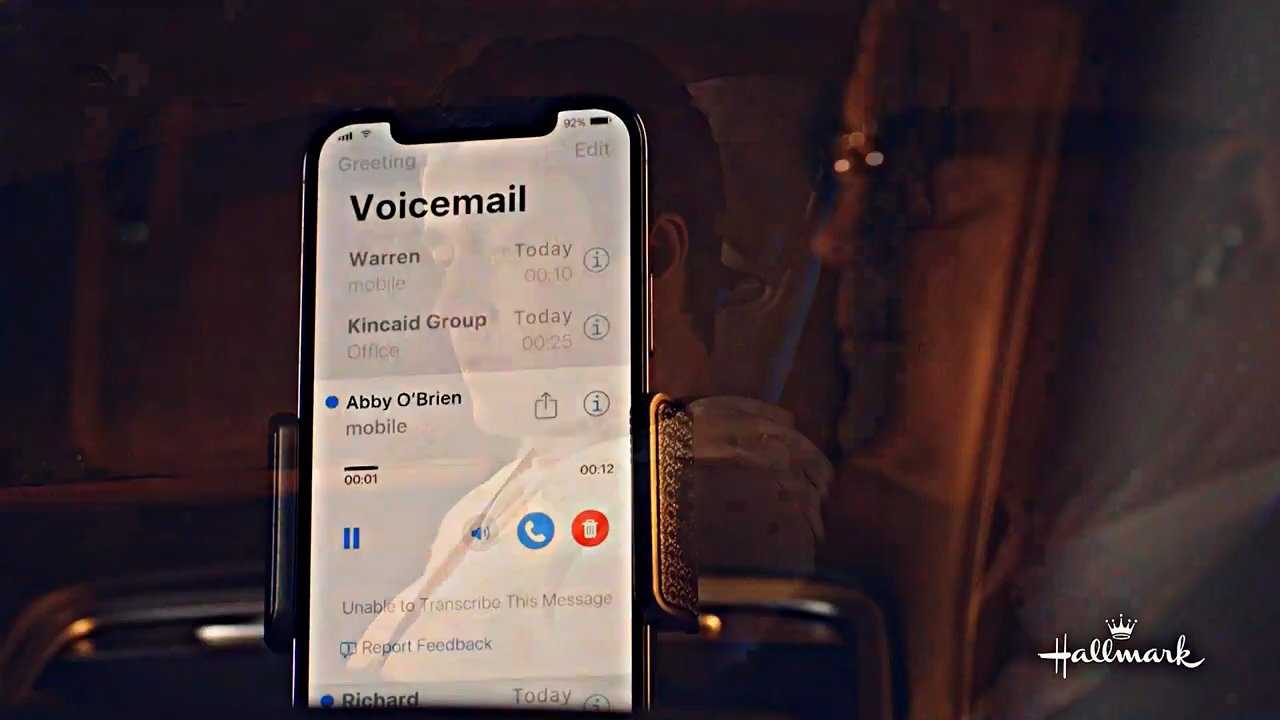 92%
Greeting Edit
Voicemail
Warren Today
mobile 00:10
Kincaid Group Today
Office 00:25
Abby O'Brien
mobile
00:01 00:12
Unable to Transcribe This Message
Report Feedback
Richard Today
Hallmark